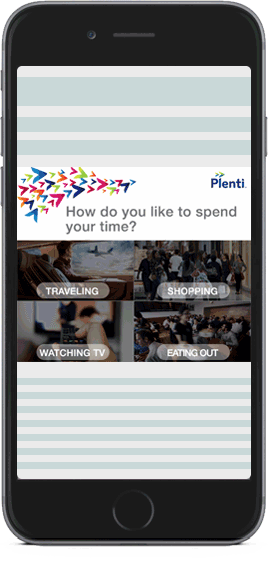 Plenti
How do you like to spend
your time?
TRAVELING
SHOPPING
WATCHING TV
EATING OUT